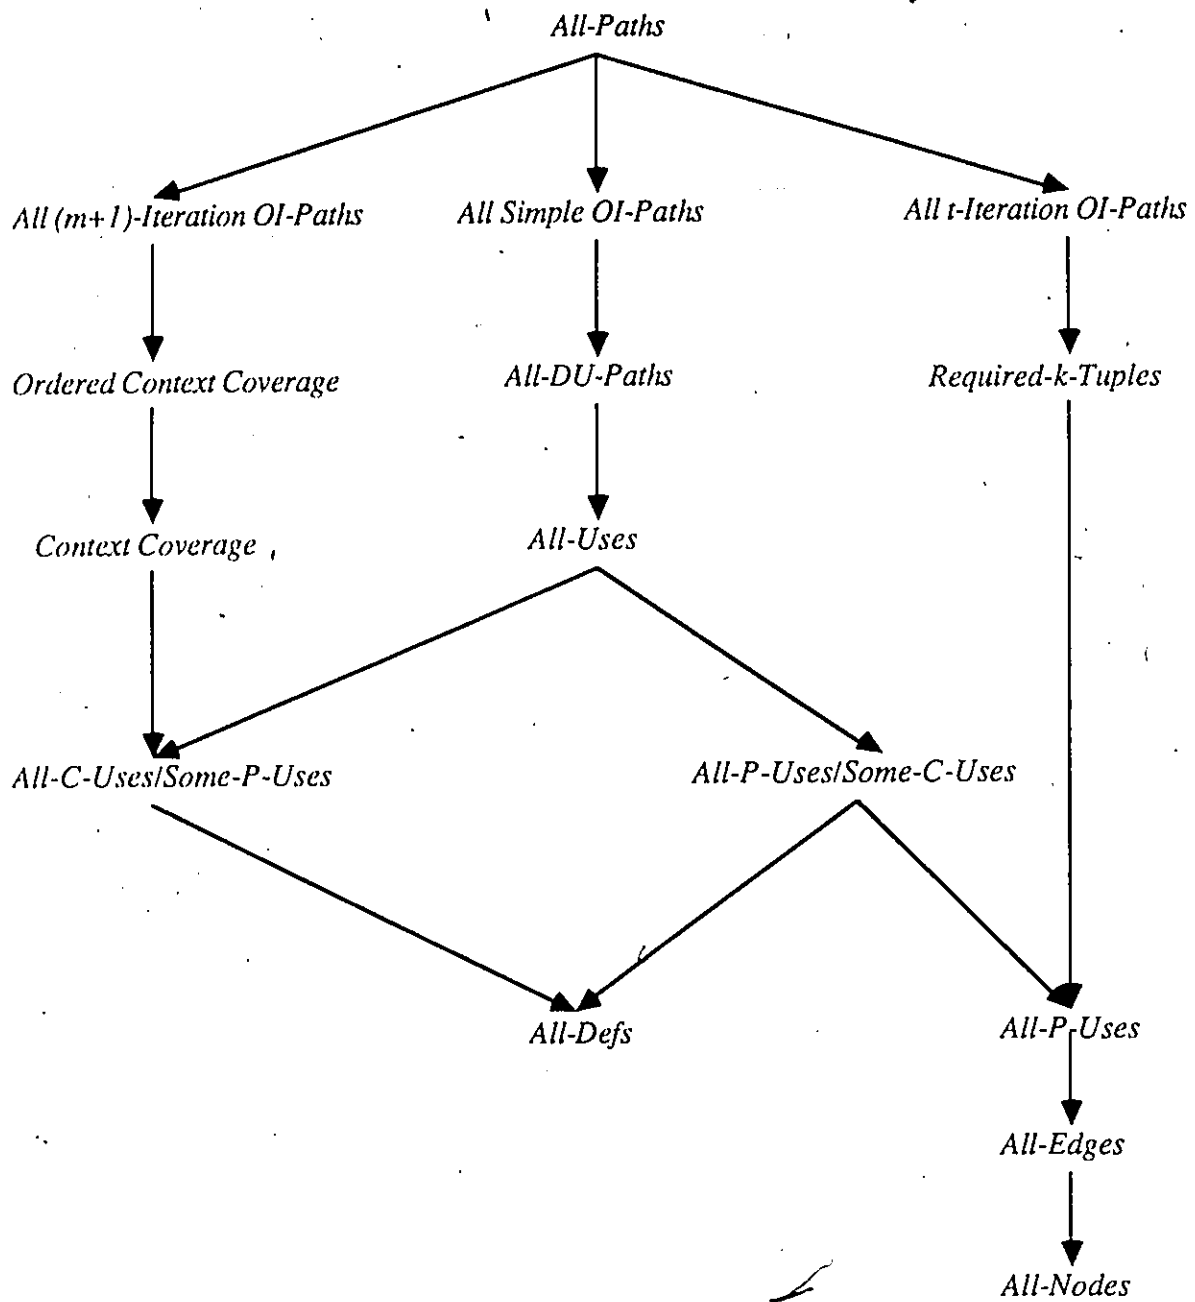 All-Paths
All (m+1)-Iteration OI-Paths
All Simple OI-Paths
All t-Iteration OI-Paths
Ordered Context Coverage
All-DU-Paths
Required-k-Tuples
Context Coverage
All-Uses
All-C-Uses/Some-P-Uses
All-P-Uses/Some-C-Uses
All-Defs
All-P-Uses
All-Edges
All-Nodes